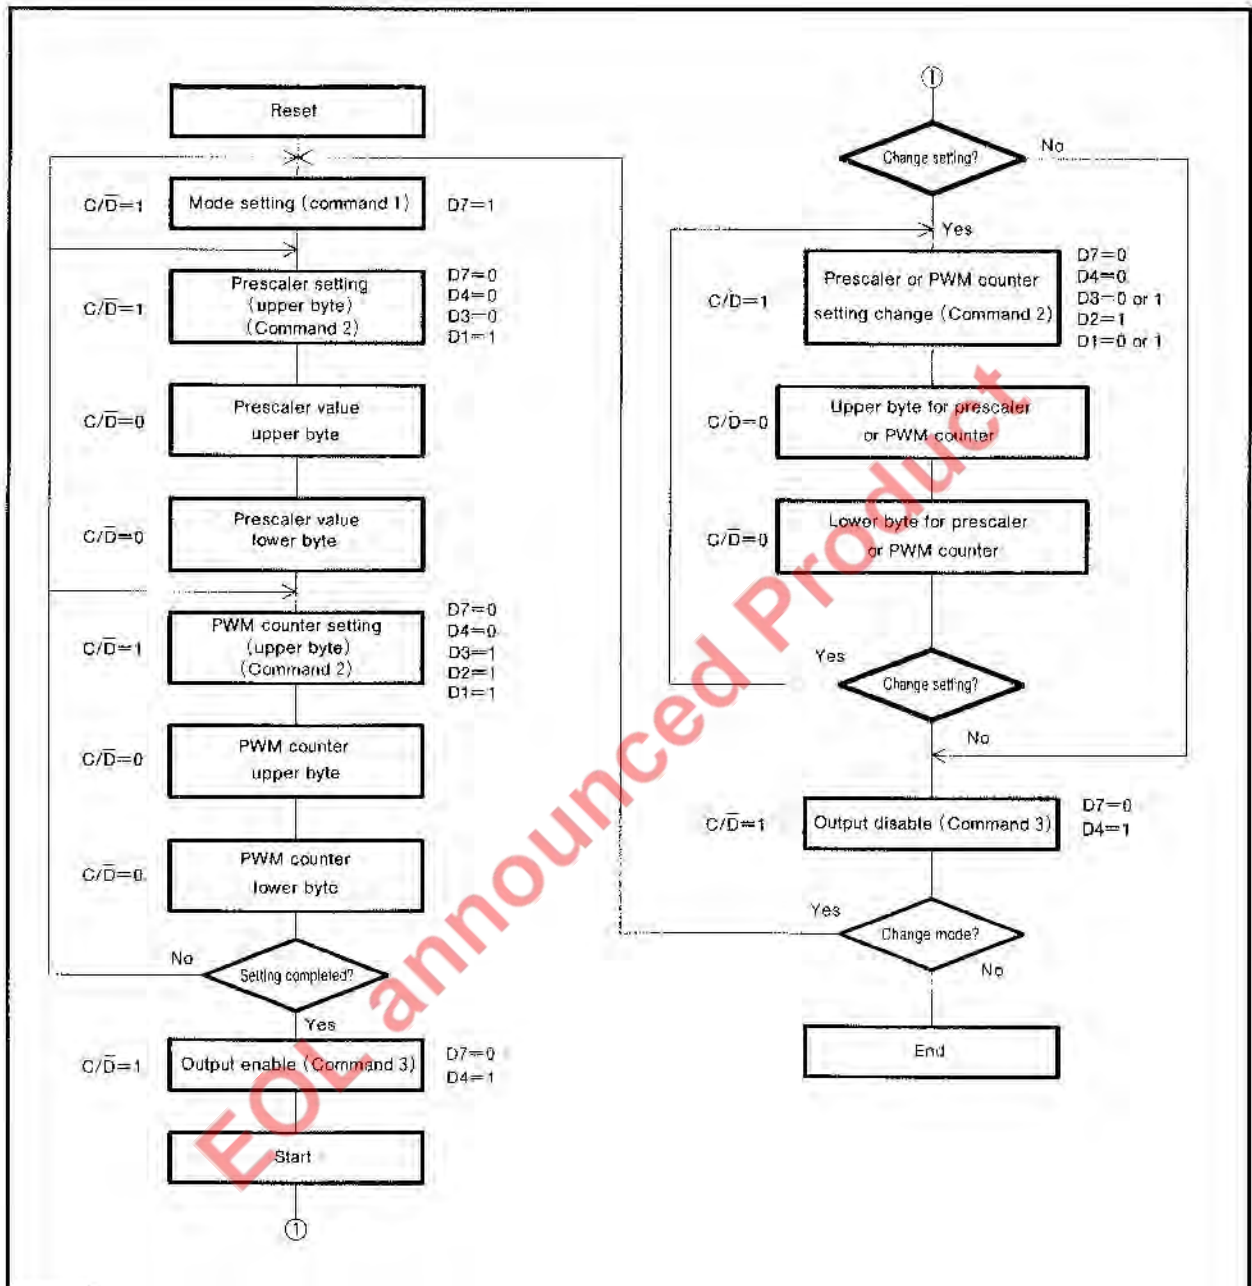 Reset
C/D̅=1
Mode setting (command 1)
D7=1
C/D̅=1
Prescaler setting
(upper byte)
(Command 2)
D7=0
D4=0
D3=0
D1=1
C/D̅=0
Prescaler value
upper byte
C/D̅=0
Prescaler value
lower byte
C/D̅=1
PWM counter setting
(upper byte)
(Command 2)
D7=0
D4=0
D3=1
D2=1
D1=1
C/D̅=0
PWM counter
upper byte
C/D̅=0
PWM counter
lower byte
No
Setting completed?
Yes
C/D̅=1
Output enable (Command 3)
D7=0
D4=1
Start
①
①
Change setting?
No
Yes
C/D̅=1
Prescaler or PWM counter
setting change (Command 2)
D7=0
D4=0
D3=0 or 1
D2=1
D1=0 or 1
C/D̅=0
Upper byte for prescaler
or PWM counter
C/D̅=0
Lower byte for prescaler
or PWM counter
Yes
Change setting?
No
C/D̅=1
Output disable (Command 3)
D7=0
D4=1
Yes
Change mode?
No
End
EOL announced Product